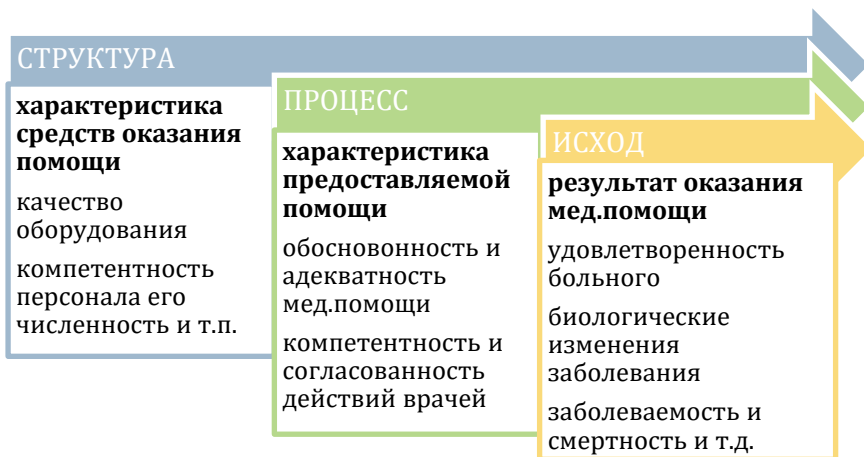 СТРУКТУРА
характеристика
средств оказания
помощи
качество
оборудования
компетентность
персонала его
численность и т.п.
ПРОЦЕСС
характеристика
предоставляемой
помощи
обосновонность и
адекватность
мед.помощи
компетентность и
согласованность
действий врачей
ИСХОД
результат оказания
мед.помощи
удовлетворенность
больного
биологические
изменения
заболевания
заболеваемость и
смертность и т.д.